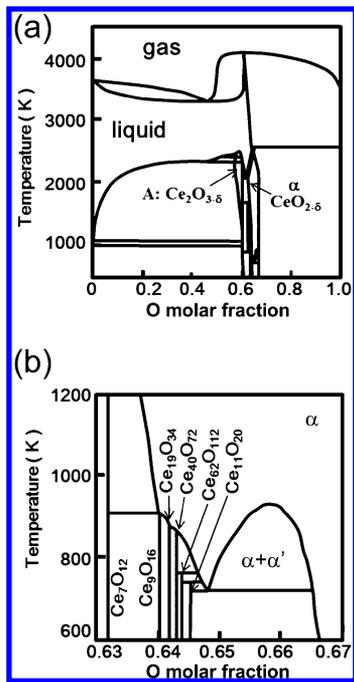 (a)
gas
4000
3000
liquid
2000
1000
A: Ce₂O₃₋δ
α
CeO₂₋δ
Temperature ( K )
0
0.2
0.4
0.6
0.8
1.0
O molar fraction
(b)
1200
1000
800
600
Temperature ( K )
Ce₇O₁₂
Ce₉O₁₆
Ce₁₉O₃₄
Ce₄₀O₇₂
Ce₆₂O₁₁₂
Ce₁₁O₂₀
α
α+α’
0.63
0.64
0.65
0.66
0.67
O molar fraction